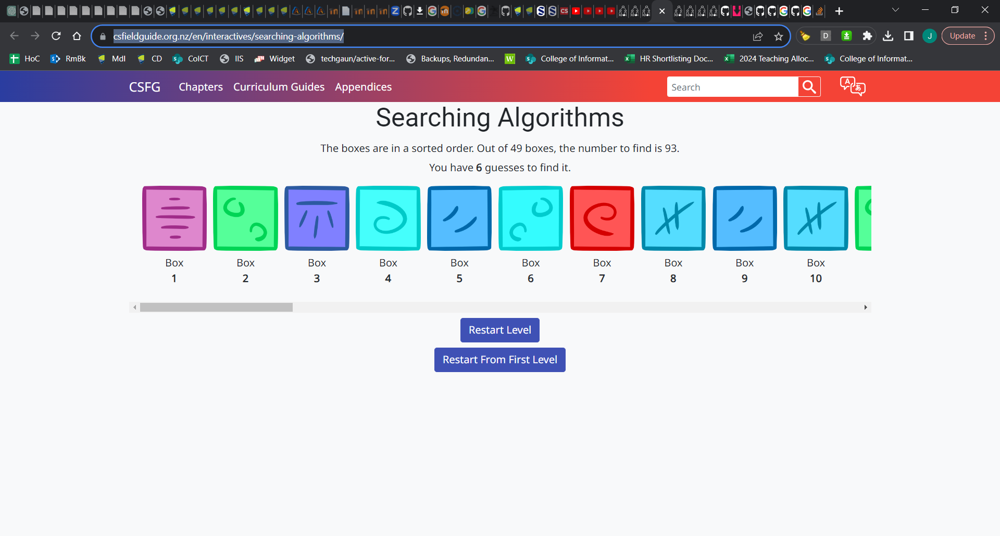 csfieldguide.org.nz/en/interactives/searching-algorithms/
D
J
Update
HoC RmBk Mdl CD CoICT IIS Widget techgaun/active-for... Backups, Redundan... W College of Informat... HR Shortlisting Doc... 2024 Teaching Alloc... College of Informat...
CSFG Chapters Curriculum Guides Appendices Search
Searching Algorithms
The boxes are in a sorted order. Out of 49 boxes, the number to find is 93.
You have 6 guesses to find it.
Box Box Box Box Box Box Box Box Box Box
1 2 3 4 5 6 7 8 9 10
Restart Level
Restart From First Level